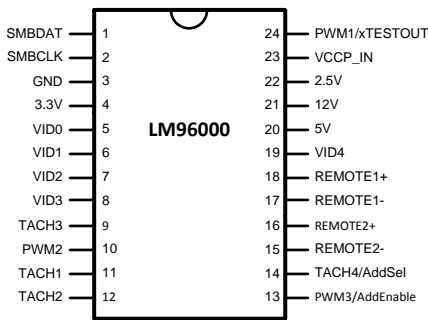 SMBDAT 1 24 PWM1/xTESTOUT
SMBCLK 2 23 VCCP_IN
GND 3 22 2.5V
3.3V 4 21 12V
VID0 5 LM96000 20 5V
VID1 6 19 VID4
VID2 7 18 REMOTE1+
VID3 8 17 REMOTE1-
TACH3 9 16 REMOTE2+
PWM2 10 15 REMOTE2-
TACH1 11 14 TACH4/AddSel
TACH2 12 13 PWM3/AddEnable